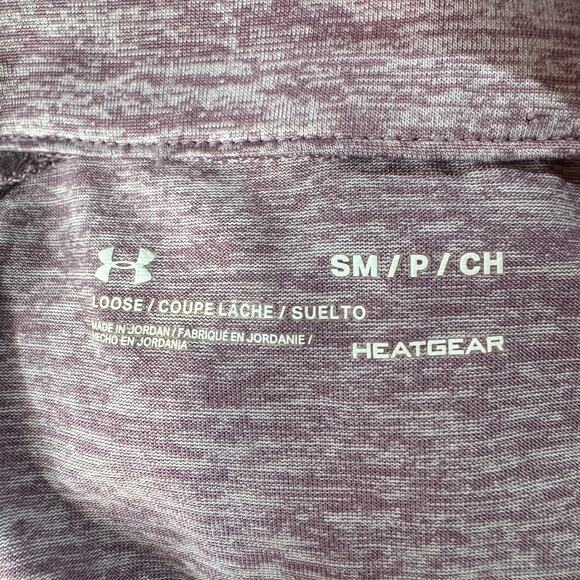 SM / P / CH
LOOSE / COUPE LÂCHE / SUELTO
MADE IN JORDAN / FABRIQUÉ EN JORDANIE /
HECHO EN JORDANIA
HEATGEAR